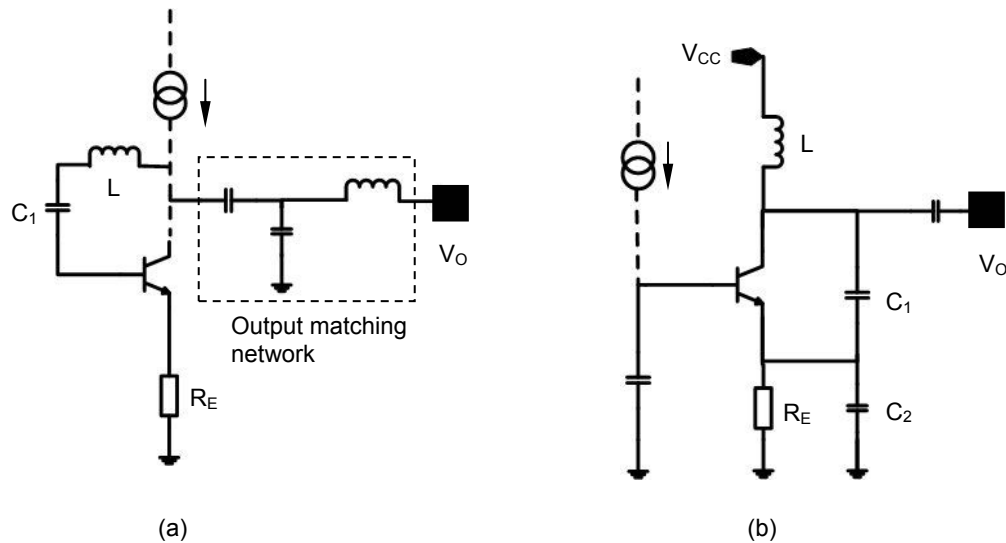 L
C1
VO
Output matching
network
RE
(a)
VCC
L
VO
C1
RE
C2
(b)